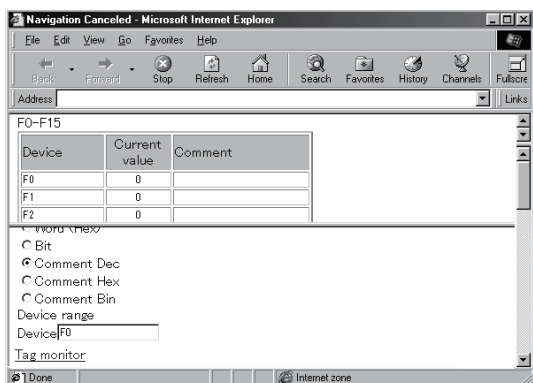 Navigation Canceled - Microsoft Internet Explorer
File Edit View Go Favorites Help
Back Forward Stop Refresh Home Search Favorites History Channels Fullscre
Address Links
F0-F15
Device Current value Comment
F0 0
F1 0
F2 0
Word (Hex)
Bit
Comment Dec
Comment Hex
Comment Bin
Device range
Device F0
Tag monitor
Done Internet zone